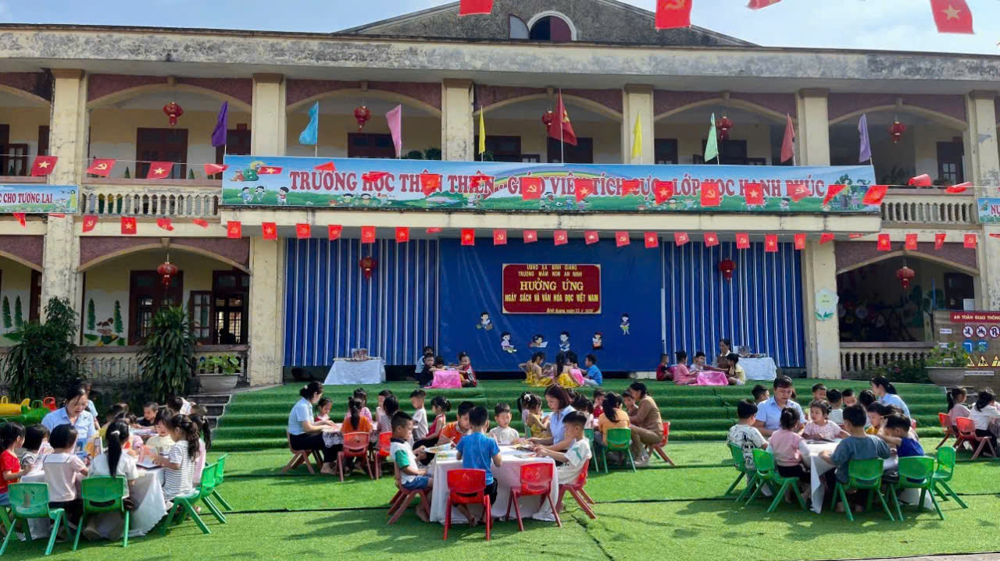 TRƯỜNG HỌC THÂN THIỆN - GIÁO VIÊN TÍCH CỰC - LỚP HỌC HẠNH PHÚC
CHO TƯƠNG LAI
UBND XÃ BÌNH GIANG
TRƯỜNG MẦM NON AN NINH
HƯỞNG ỨNG
NGÀY SÁCH VÀ VĂN HÓA ĐỌC VIỆT NAM
AN TOÀN GIAO THÔNG